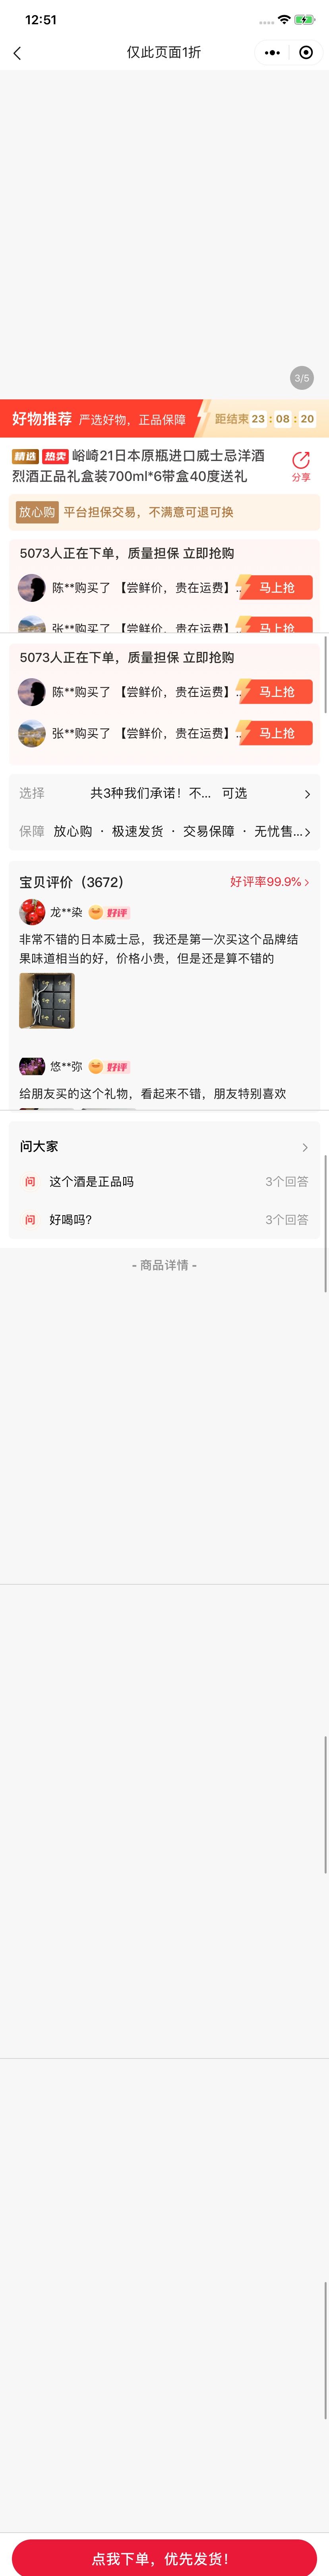 12:51
仅此页面1折
3/5
好物推荐 严选好物，正品保障 距结束 23 : 08 : 20
精选 热卖 峪崎21日本原瓶进口威士忌洋酒
烈酒正品礼盒装700ml*6带盒40度送礼
分享
放心购 平台担保交易，不满意可退可换
5073人正在下单，质量担保 立即抢购
陈**购买了 【尝鲜价，贵在运费】.. 马上抢
张**购买了 【尝鲜价，贵在运费】.. 马上抢
5073人正在下单，质量担保 立即抢购
陈**购买了 【尝鲜价，贵在运费】.. 马上抢
张**购买了 【尝鲜价，贵在运费】.. 马上抢
选择 共3种我们承诺！不... 可选
保障 放心购 · 极速发货 · 交易保障 · 无忧售...
宝贝评价（3672） 好评率99.9%
龙**染 好评
非常不错的日本威士忌，我还是第一次买这个品牌结
果味道相当的好，价格小贵，但是还是算不错的
悠**弥 好评
给朋友买的这个礼物，看起来不错，朋友特别喜欢
问大家
问 这个酒是正品吗 3个回答
问 好喝吗? 3个回答
- 商品详情 -
点我下单，优先发货！